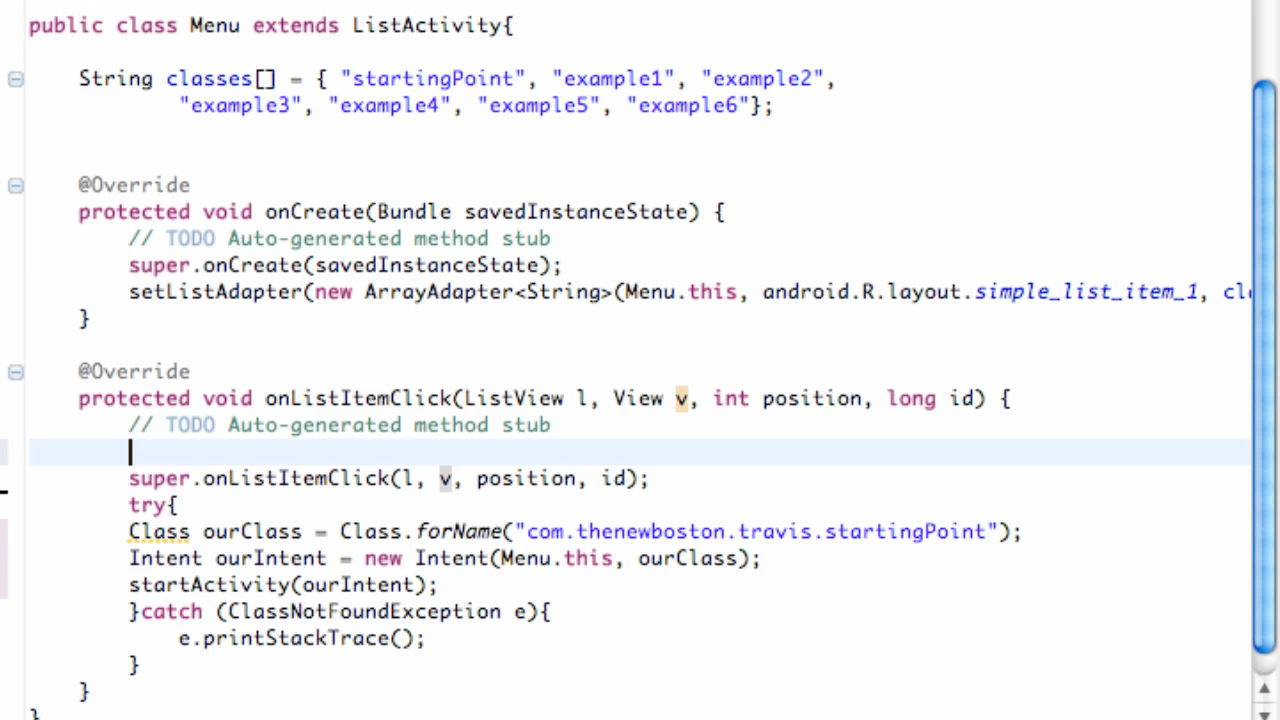 public class Menu extends ListActivity{
String classes[] = { "startingPoint", "example1", "example2",
"example3", "example4", "example5", "example6"};
@Override
protected void onCreate(Bundle savedInstanceState) {
// TODO Auto-generated method stub
super.onCreate(savedInstanceState);
setListAdapter(new ArrayAdapter<String>(Menu.this, android.R.layout.simple_list_item_1,
}
@Override
protected void onListItemClick(ListView l, View v, int position, long id) {
// TODO Auto-generated method stub
super.onListItemClick(l, v, position, id);
try{
Class ourClass = Class.forName("com.thenewboston.travis.startingPoint");
Intent ourIntent = new Intent(Menu.this, ourClass);
startActivity(ourIntent);
}catch (ClassNotFoundException e){
e.printStackTrace();
}
}
}